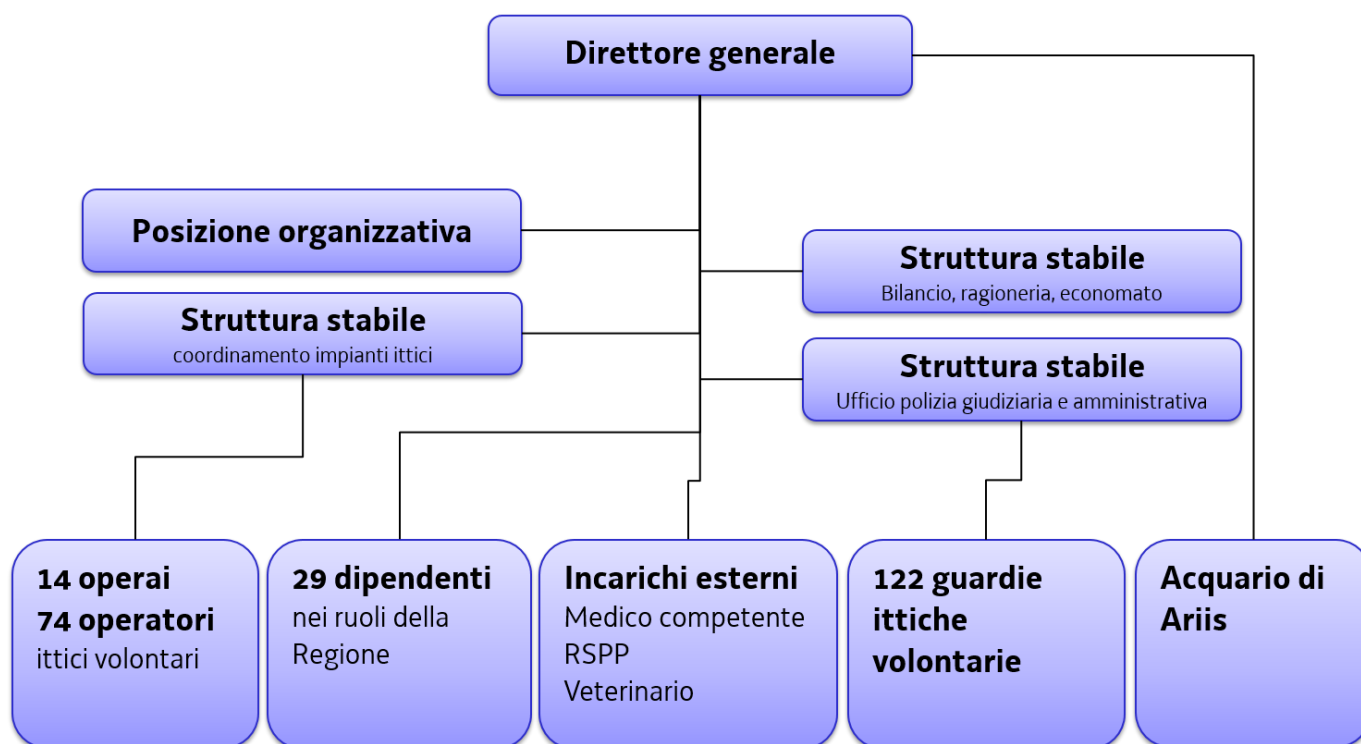 Direttore generale
Posizione organizzativa
Struttura stabile
Bilancio, ragioneria, economato
Struttura stabile
coordinamento impianti ittici
Struttura stabile
Ufficio polizia giudiziaria e amministrativa
14 operai
74 operatori
ittici volontari
29 dipendenti
nei ruoli della
Regione
Incarichi esterni
Medico competente
RSPP
Veterinario
122 guardie
ittiche
volontarie
Acquario di
Ariis